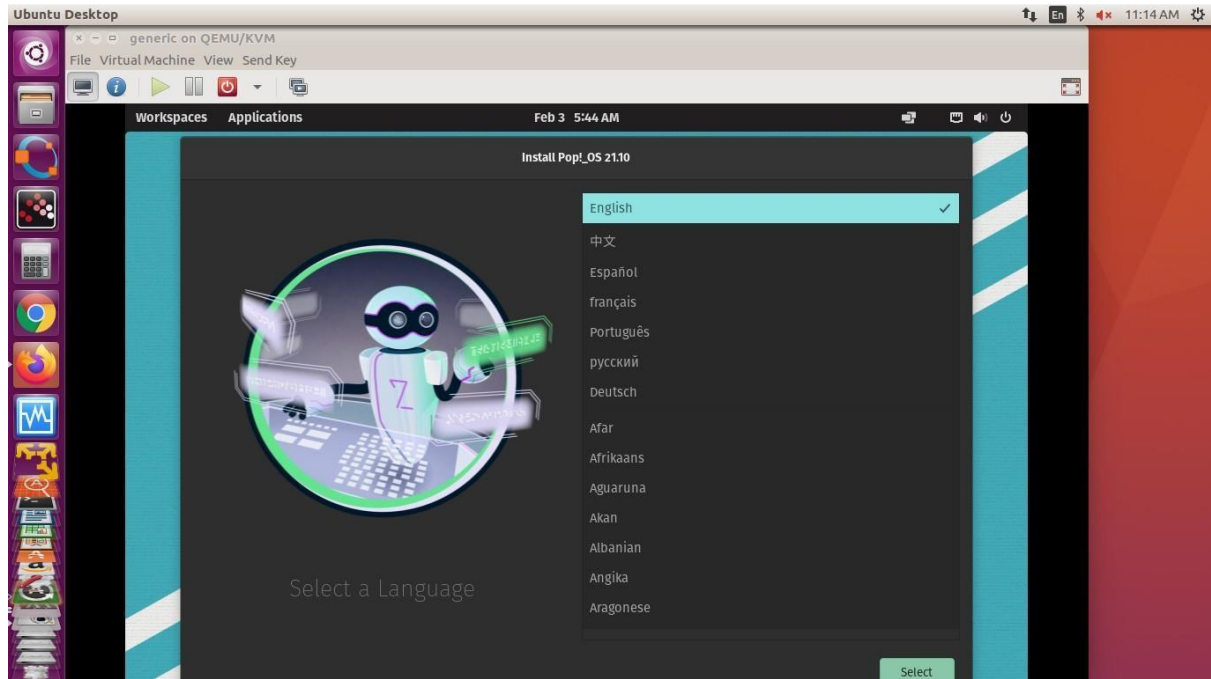 Ubuntu Desktop
En
11:14 AM
generic on QEMU/KVM
File Virtual Machine View Send Key
Workspaces Applications Feb 3 5:44 AM
Install Pop!_OS 21.10
English
中文
Español
français
Português
русский
Deutsch
Afar
Afrikaans
Aguaruna
Akan
Albanian
Angika
Aragonese
Select a Language
Select